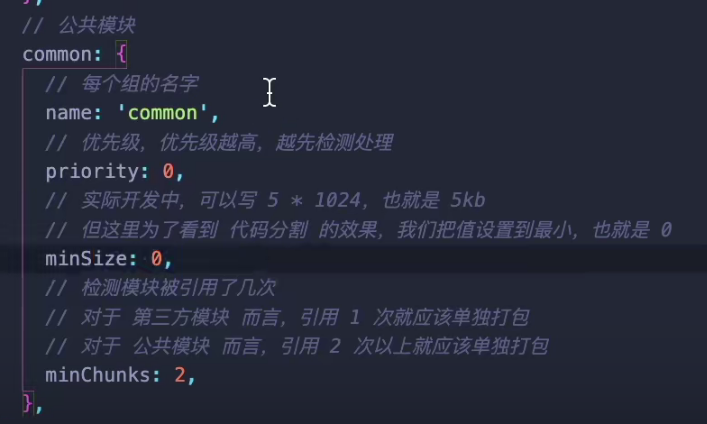 },
// 公共模块
common: {
// 每个组的名字
name: 'common',
// 优先级，优先级越高，越先检测处理
priority: 0,
// 实际开发中，可以写 5 * 1024，也就是 5kb
// 但这里为了看到 代码分割 的效果，我们把值设置到最小，也就是 0
minSize: 0,
// 检测模块被引用了几次
// 对于 第三方模块 而言，引用 1 次就应该单独打包
// 对于 公共模块 而言，引用 2 次以上就应该单独打包
minChunks: 2,
},